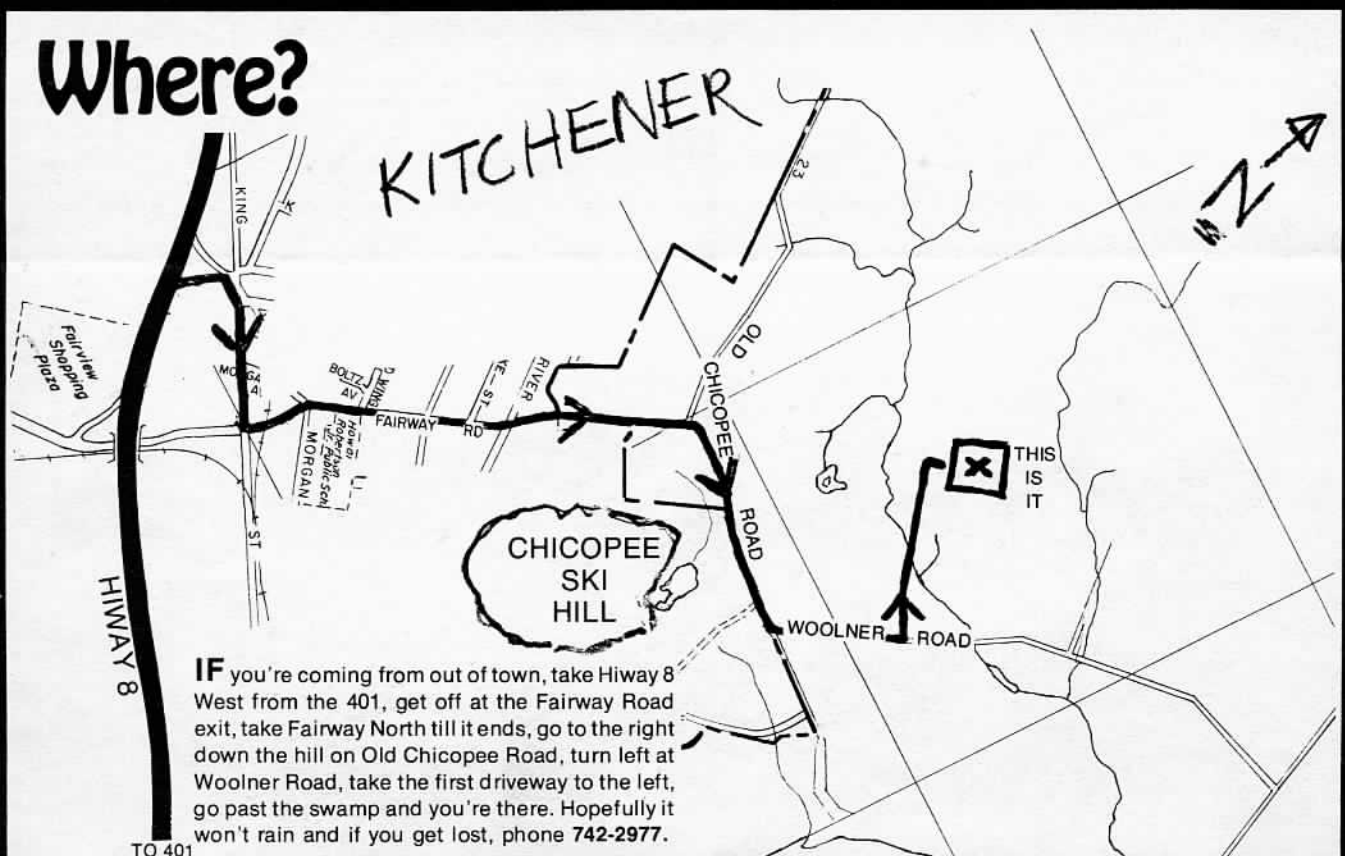 Where?
KITCHENER
N
23
KING
Fairview
Shopping
Plaza
OLD
CHICOPEE
ROAD
BOLTZ
AV
RIVER
FAIRWAY RD
MORGAN
ST
THIS
IS
IT
CHICOPEE
SKI
HILL
WOOLNER ROAD
HIWAY 8
IF you're coming from out of town, take Hiway 8
West from the 401, get off at the Fairway Road
exit, take Fairway North till it ends, go to the right
down the hill on Old Chicopee Road, turn left at
Woolner Road, take the first driveway to the left,
go past the swamp and you're there. Hopefully it
won't rain and if you get lost, phone 742-2977.
TO 401